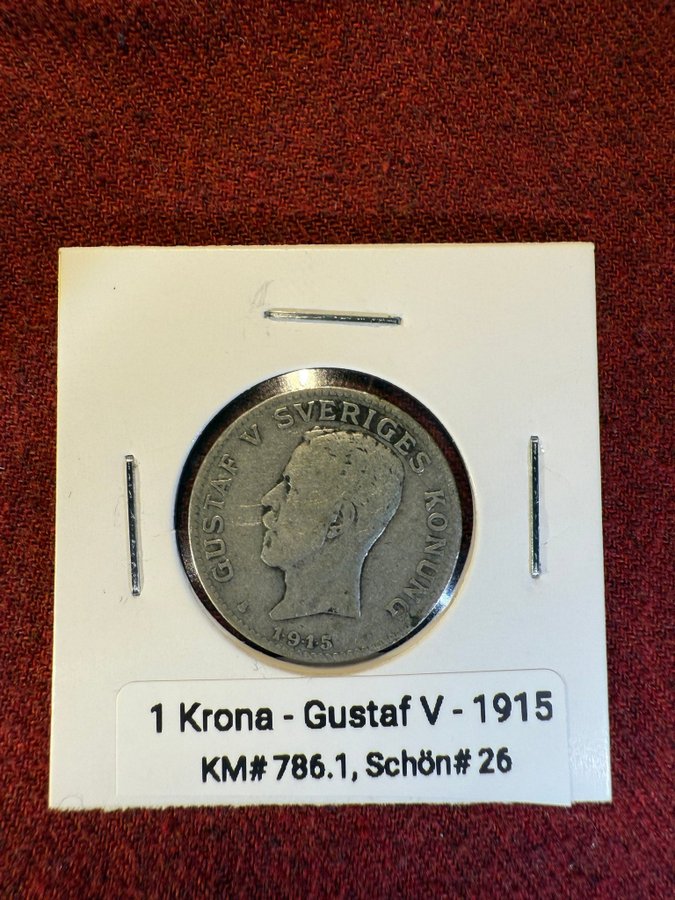 GUSTAF V SVERIGES KONUNG
1915
1 Krona - Gustaf V - 1915
KM# 786.1, Schön# 26